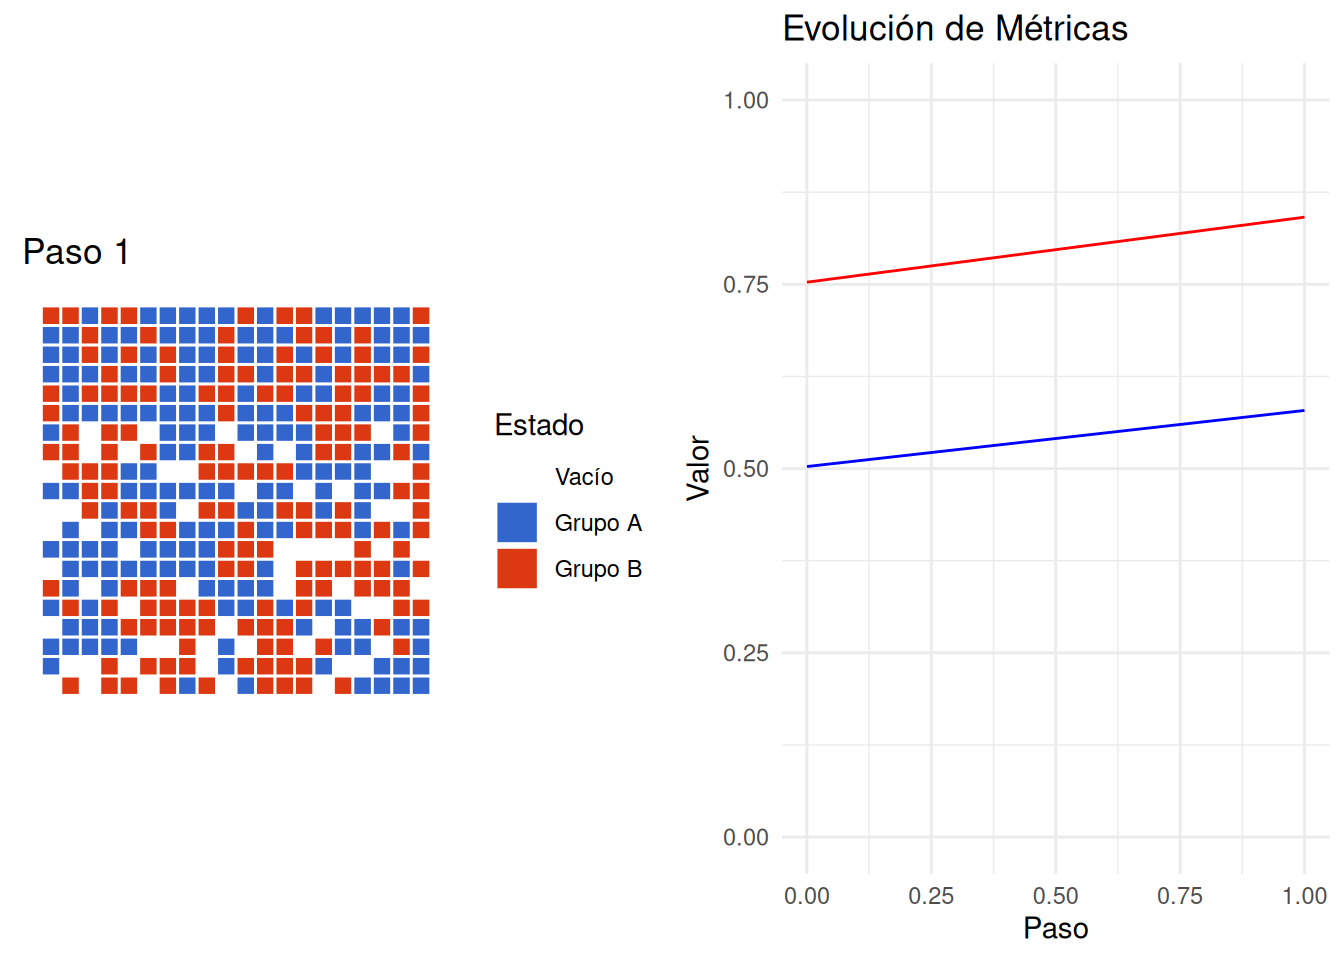 Paso 1
Estado
Vacío
Grupo A
Grupo B
Evolución de Métricas
Valor
1.00
0.75
0.50
0.25
0.00
0.00 0.25 0.50 0.75 1.00
Paso